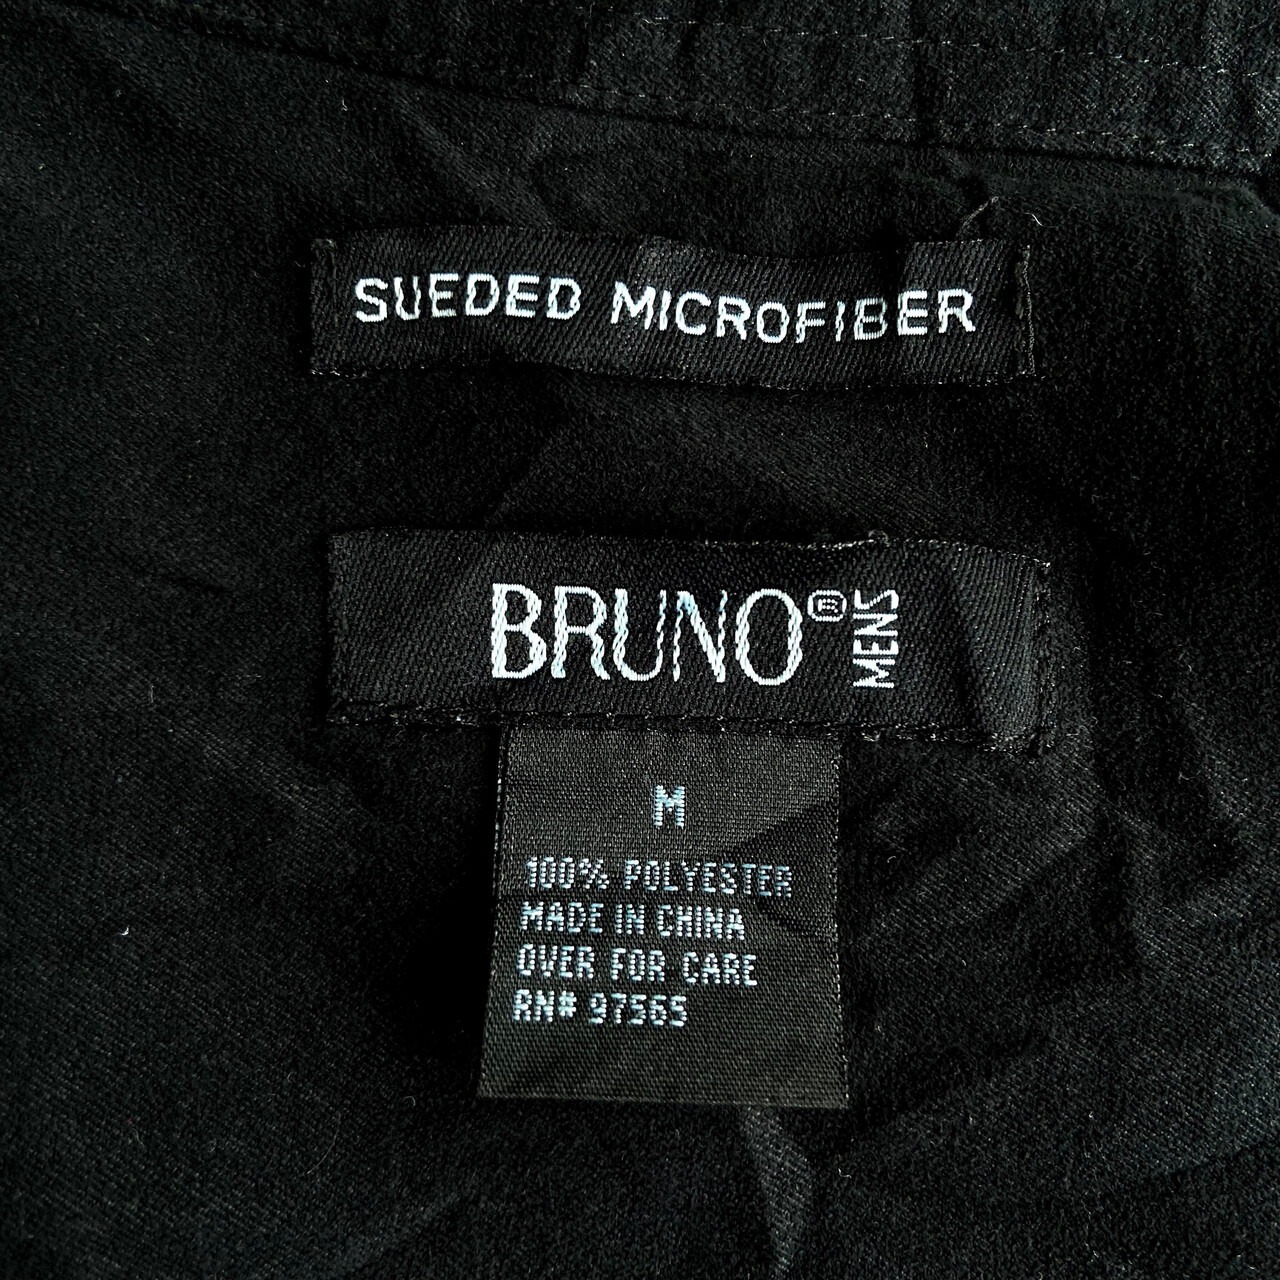 SUEDED MICROFIBER
BRUNO® MENS
M
100% POLYESTER
MADE IN CHINA
OVER FOR CARE
RN# 97565